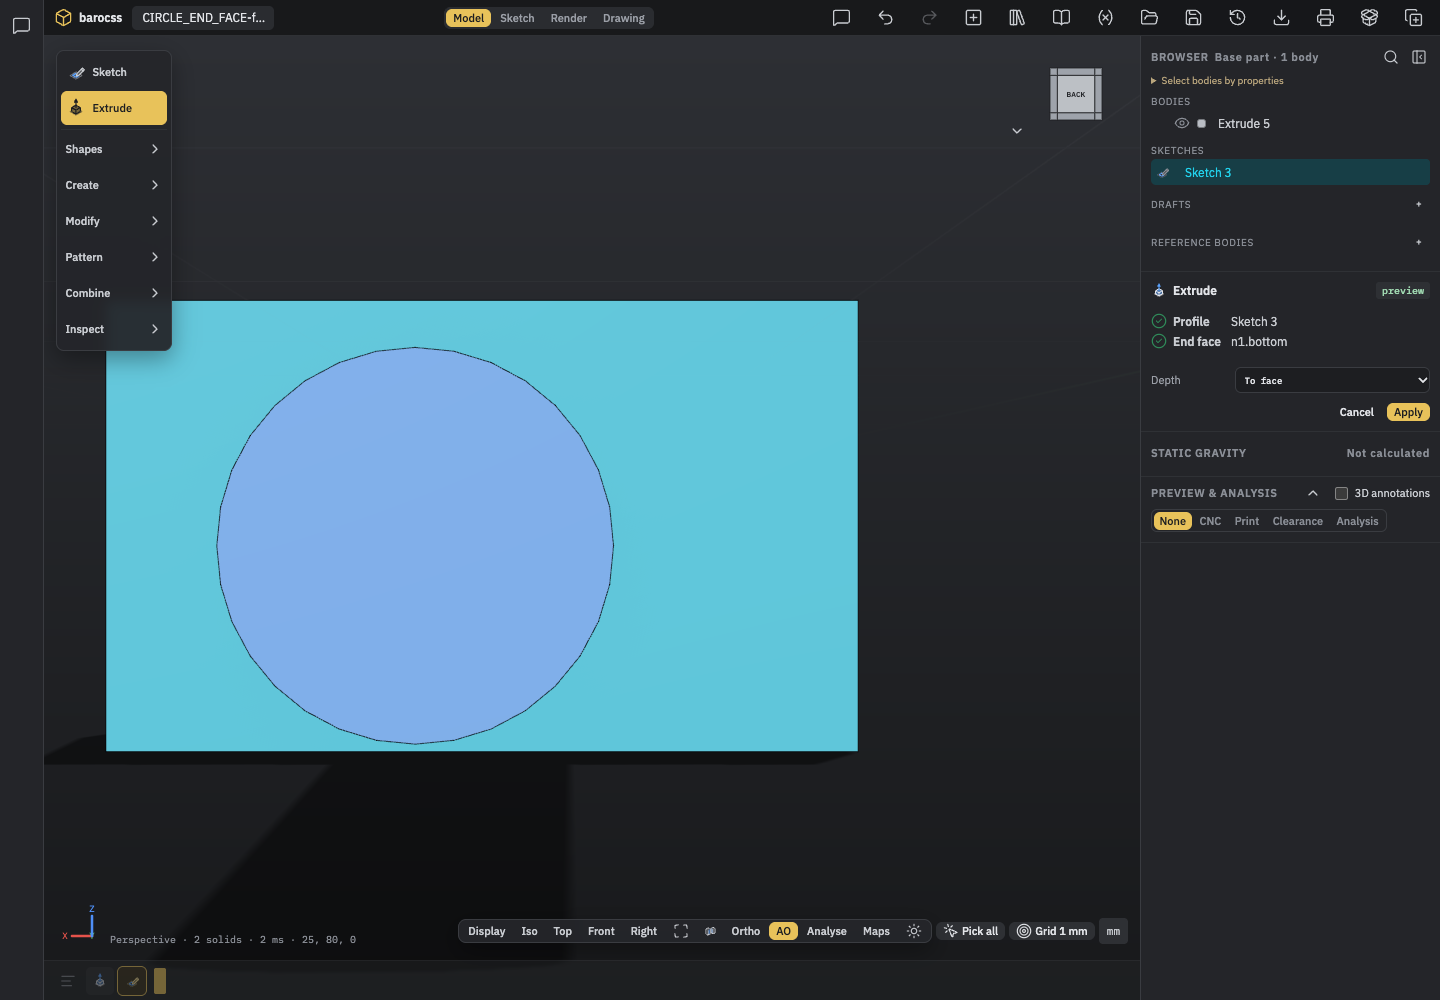 barocss
CIRCLE_END_FACE-f...
Model
Sketch
Render
Drawing
Sketch
Extrude
Shapes
Create
Modify
Pattern
Combine
Inspect
BACK
BROWSER Base part · 1 body
Select bodies by properties
BODIES
Extrude 5
SKETCHES
Sketch 3
DRAFTS
+
REFERENCE BODIES
+
Extrude
preview
Profile Sketch 3
End face n1.bottom
Depth To face
Cancel Apply
STATIC GRAVITY Not calculated
PREVIEW & ANALYSIS 3D annotations
None CNC Print Clearance Analysis
Z
X
Perspective · 2 solids · 2 ms · 25, 80, 0
Display Iso Top Front Right Ortho AO Analyse Maps Pick all Grid 1 mm mm